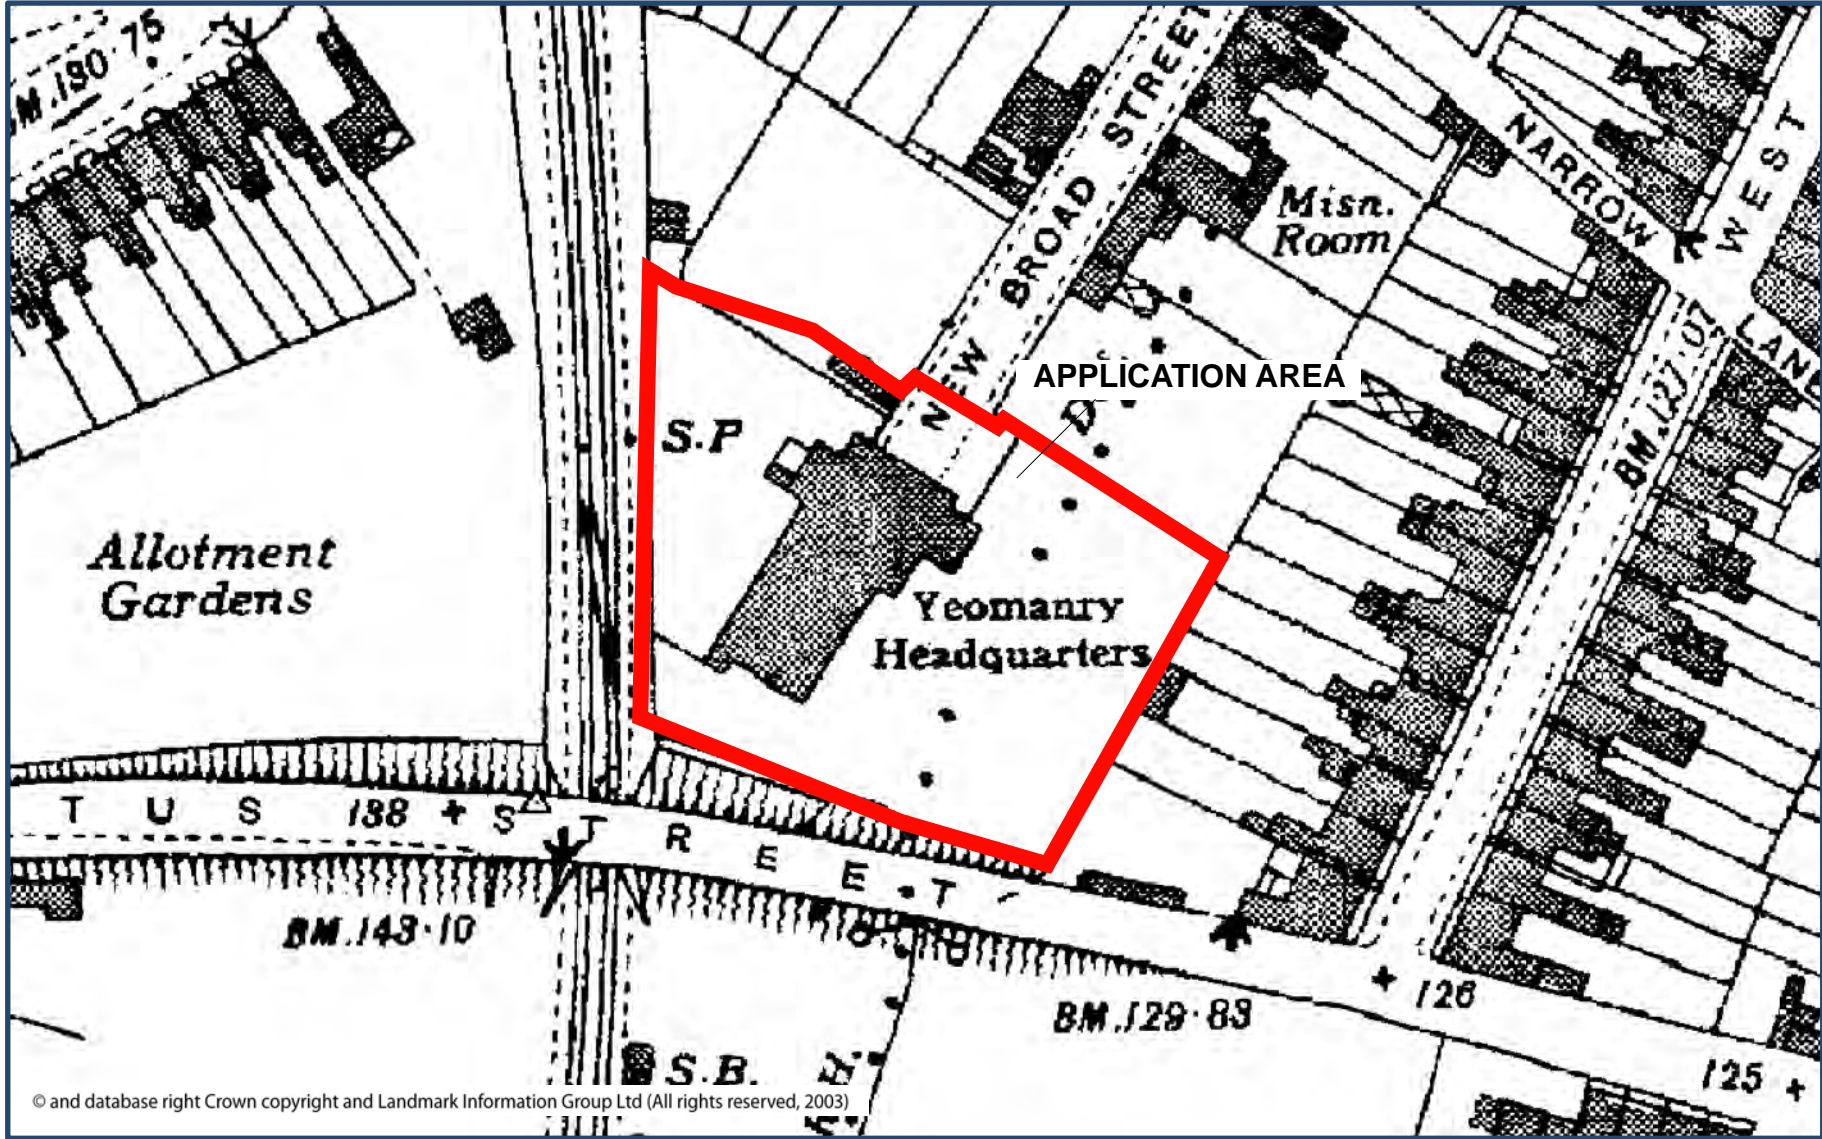 BM.130·75
NEW BROAD STREET
NARROW
LANE
WEST
Misn.
Room
APPLICATION AREA
BM.127·07
S.P
Allotment
Gardens
Yeomanry
Headquarters
TUS STREET
138
BM.143·10
BM.129·83
126
125
S.B.
© and database right Crown copyright and Landmark Information Group Ltd (All rights reserved, 2003)